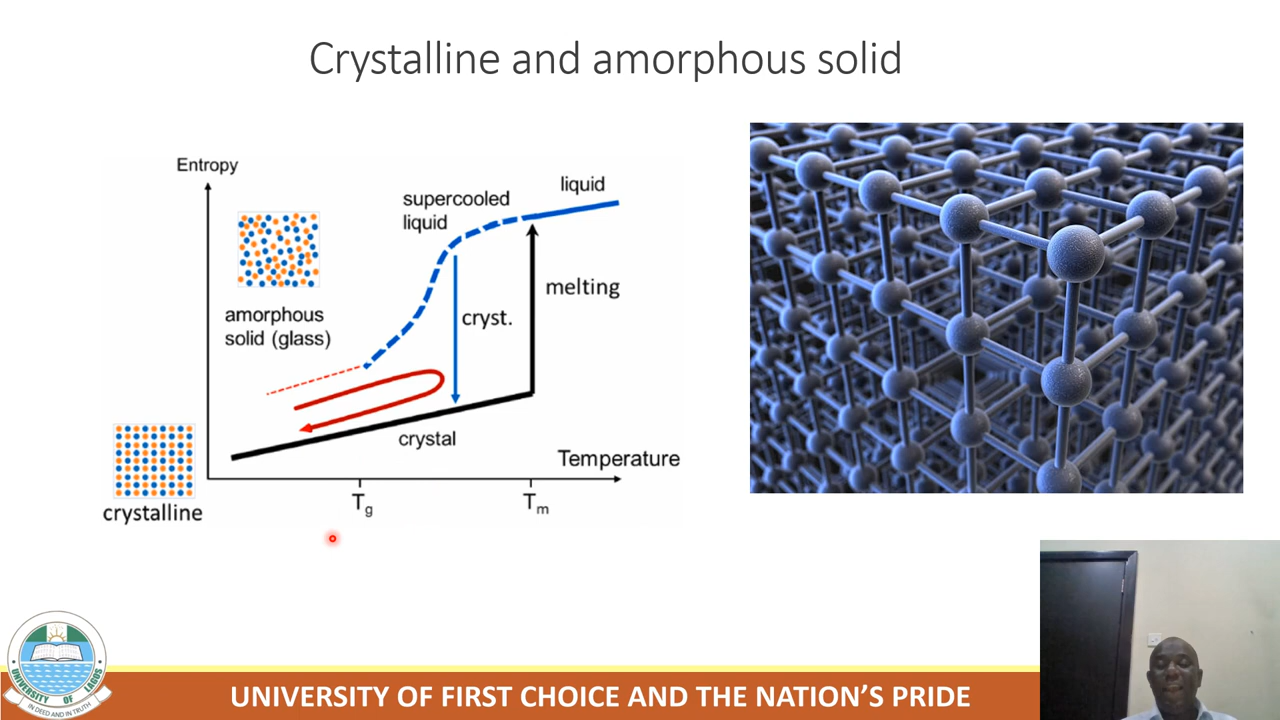 Crystalline and amorphous solid
Entropy
supercooled
liquid
liquid
melting
amorphous
solid (glass)
cryst.
crystal
Temperature
crystalline
Tg
Tm
UNIVERSITY OF LAGOS
IN DEED AND IN TRUTH
UNIVERSITY OF FIRST CHOICE AND THE NATION’S PRIDE